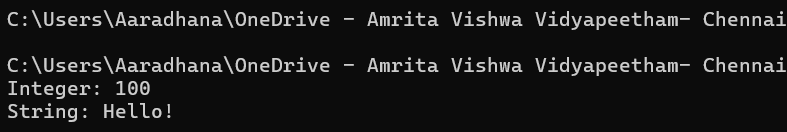 C:\Users\Aaradhana\OneDrive - Amrita Vishwa Vidyapeetham- Chennai
C:\Users\Aaradhana\OneDrive - Amrita Vishwa Vidyapeetham- Chennai
Integer: 100
String: Hello!